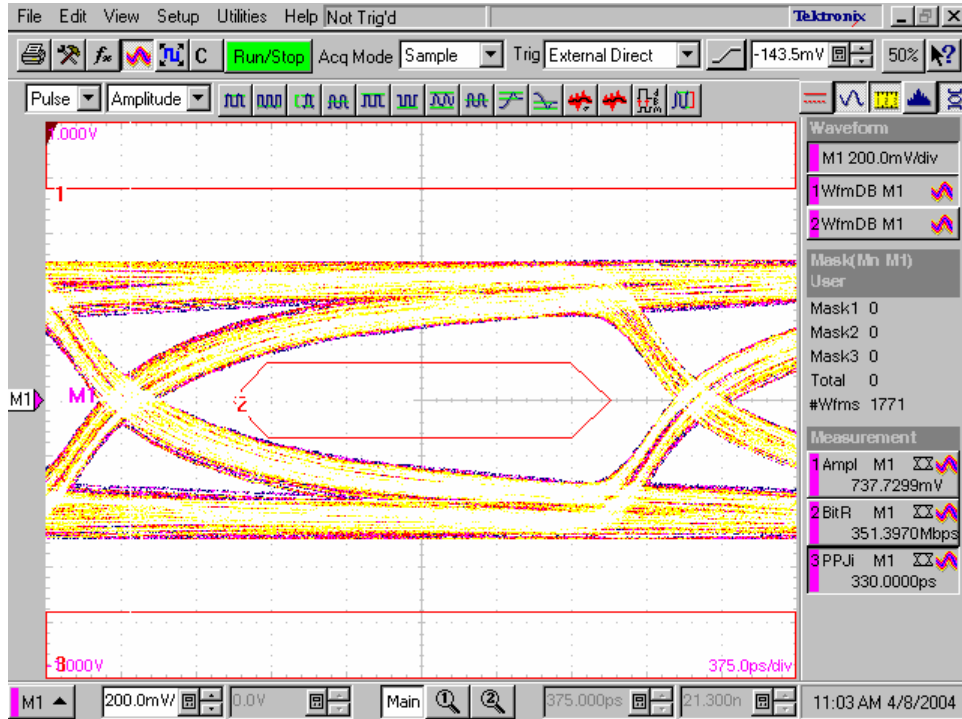 File Edit View Setup Utilities Help Not Trig'd Tektronix
C Run/Stop Acq Mode Sample Trig External Direct -143.5mV 50% ?
Pulse Amplitude
1.000V
Waveform
M1 200.0mV/div
1 WfmDB M1
2 WfmDB M1
1
Mask(Mn M1)
User
Mask1 0
Mask2 0
Mask3 0
Total 0
#Wfms 1771
M1
M1
2
Measurement
1 Ampl M1
737.7299mV
2 BitR M1
351.3970Mbps
3 PPJi M1
330.0000ps
3
375.0ps/div
M1 200.0mV/ 0.0V Main 1 2 375.000ps 21.300n 11:03 AM 4/8/2004